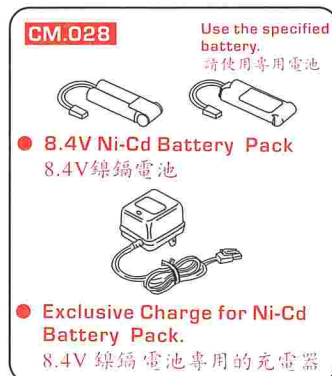 CM.028
Use the specified
battery.
請使用專用電池
8.4V Ni-Cd Battery Pack
8.4V鎳鎘電池
Exclusive Charge for Ni-Cd
Battery Pack.
8.4V 鎳鎘電池專用的充電器